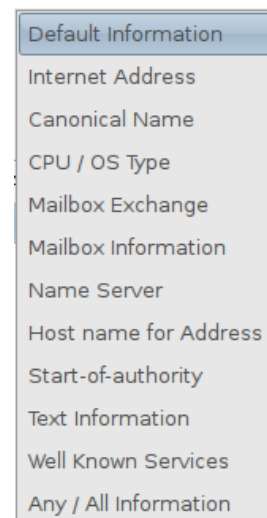 Default Information
Internet Address
Canonical Name
CPU / OS Type
Mailbox Exchange
Mailbox Information
Name Server
Host name for Address
Start-of-authority
Text Information
Well Known Services
Any / All Information